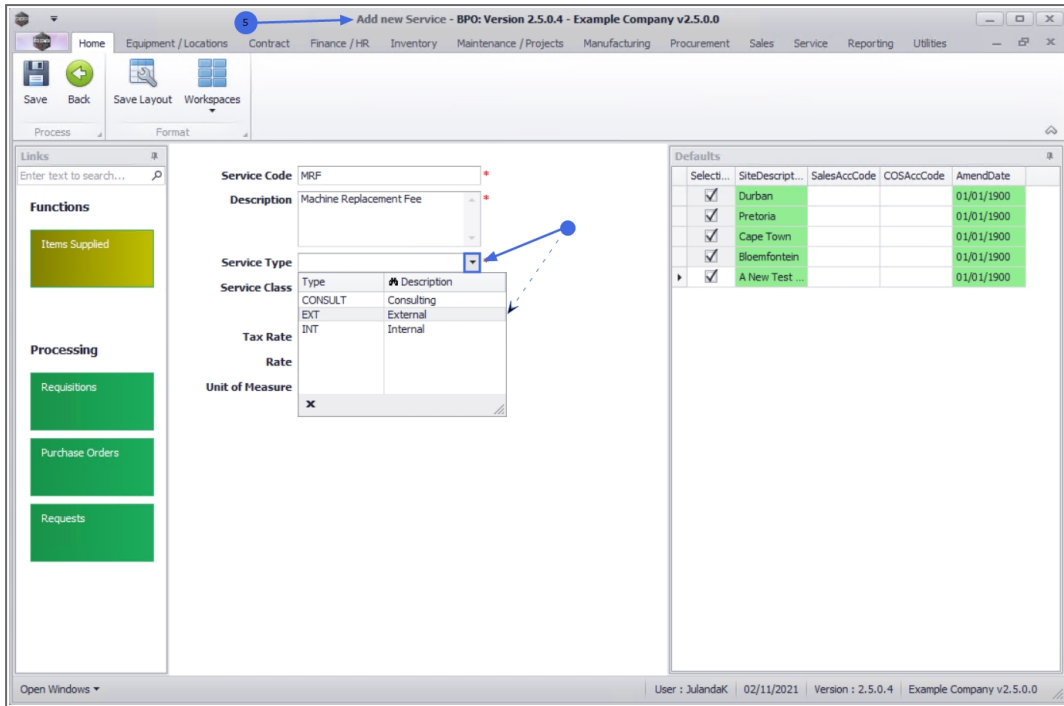 5
Add new Service - BPO: Version 2.5.0.4 - Example Company v2.5.0.0
Home Equipment / Locations Contract Finance / HR Inventory Maintenance / Projects Manufacturing Procurement Sales Service Reporting Utilities
Save Back Save Layout Workspaces
Process Format
Links
Enter text to search...
Functions
Items Supplied
Processing
Requisitions
Purchase Orders
Requests
Service Code MRF *
Description Machine Replacement Fee *
Service Type *
Service Class
Tax Rate
Rate
Unit of Measure
Type Description
CONSULT Consulting
EXT External
INT Internal
Defaults
Selecti... SiteDescript... SalesAccCode COSAccCode AmendDate
Durban 01/01/1900
Pretoria 01/01/1900
Cape Town 01/01/1900
Bloemfontein 01/01/1900
A New Test ... 01/01/1900
Open Windows User : JulandaK 02/11/2021 Version : 2.5.0.4 Example Company v2.5.0.0